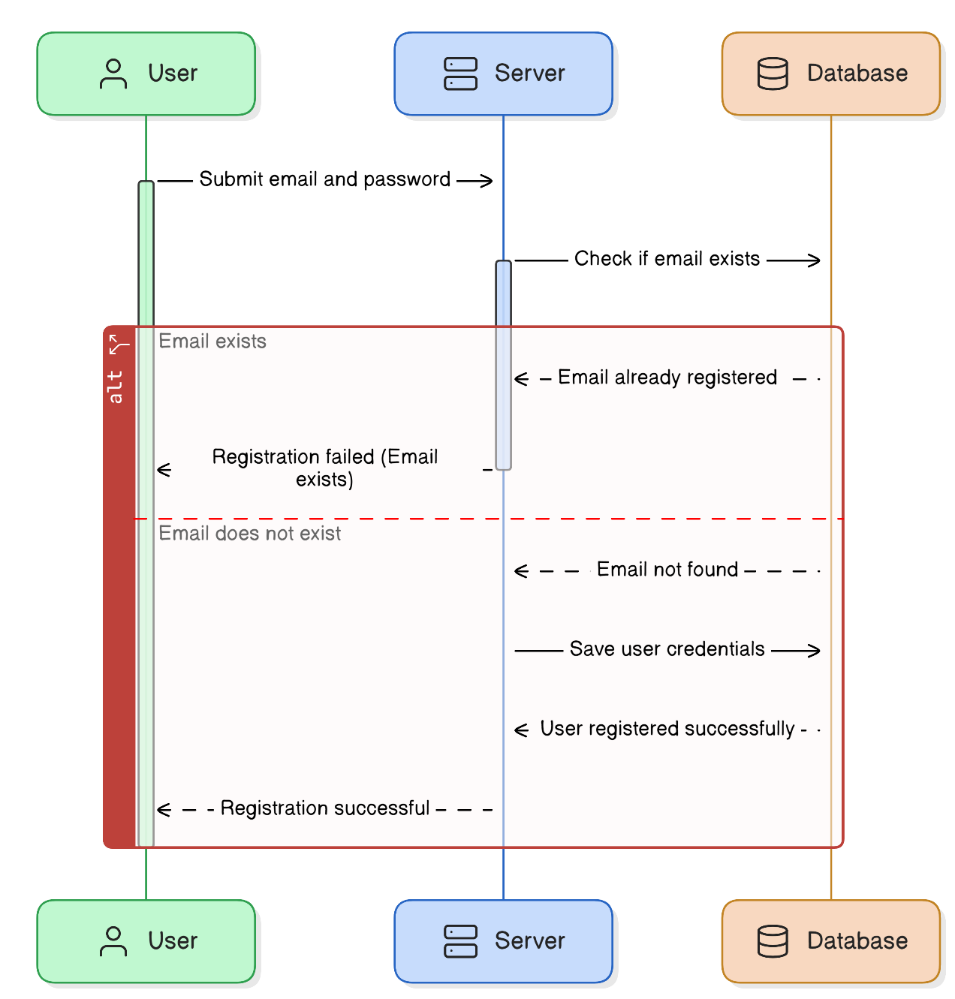 User
Server
Database
Submit email and password
Check if email exists
alt
Email exists
Email already registered
Registration failed (Email
exists)
Email does not exist
Email not found
Save user credentials
User registered successfully
Registration successful
User
Server
Database